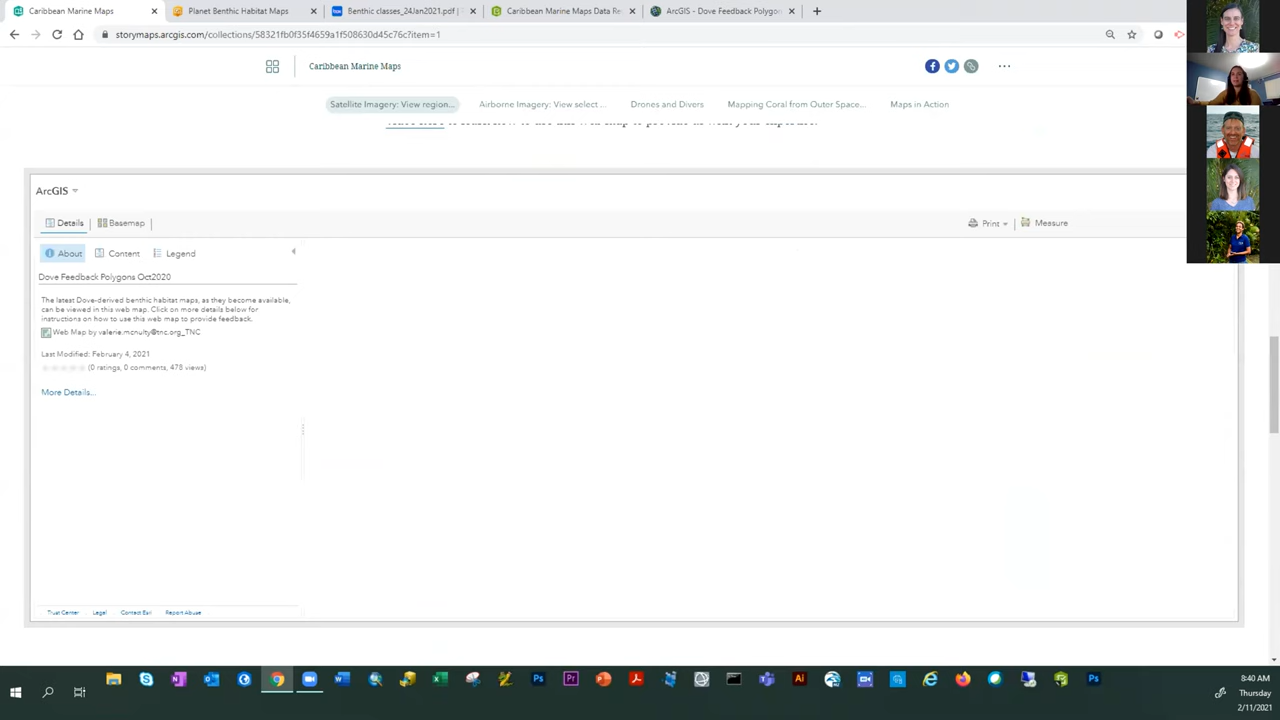 Caribbean Marine Maps
Planet Benthic Habitat Maps
Benthic classes_24Jan2021.pdf |
Caribbean Marine Maps Data Re
ArcGIS - Dove Feedback Polygon
storymaps.arcgis.com/collections/58321fb0f35f4659a1f508630d45c76c?item=1
Caribbean Marine Maps
Satellite Imagery: View region...
Airborne Imagery: View select ...
Drones and Divers
Mapping Coral from Outer Space...
Maps in Action
ArcGIS
Details
Basemap
Print
Measure
About
Content
Legend
Dove Feedback Polygons Oct2020
The latest Dove-derived benthic habitat maps, as they become available,
can be viewed in this web map. Click on more details below for
instructions on how to use this web map to provide feedback.
Web Map by valerie.mcnulty@tnc.org_TNC
Last Modified: February 4, 2021
(0 ratings, 0 comments, 478 views)
More Details...
Trust Center
Legal
Contact Esri
Report Abuse
8:40 AM
Thursday
2/11/2021